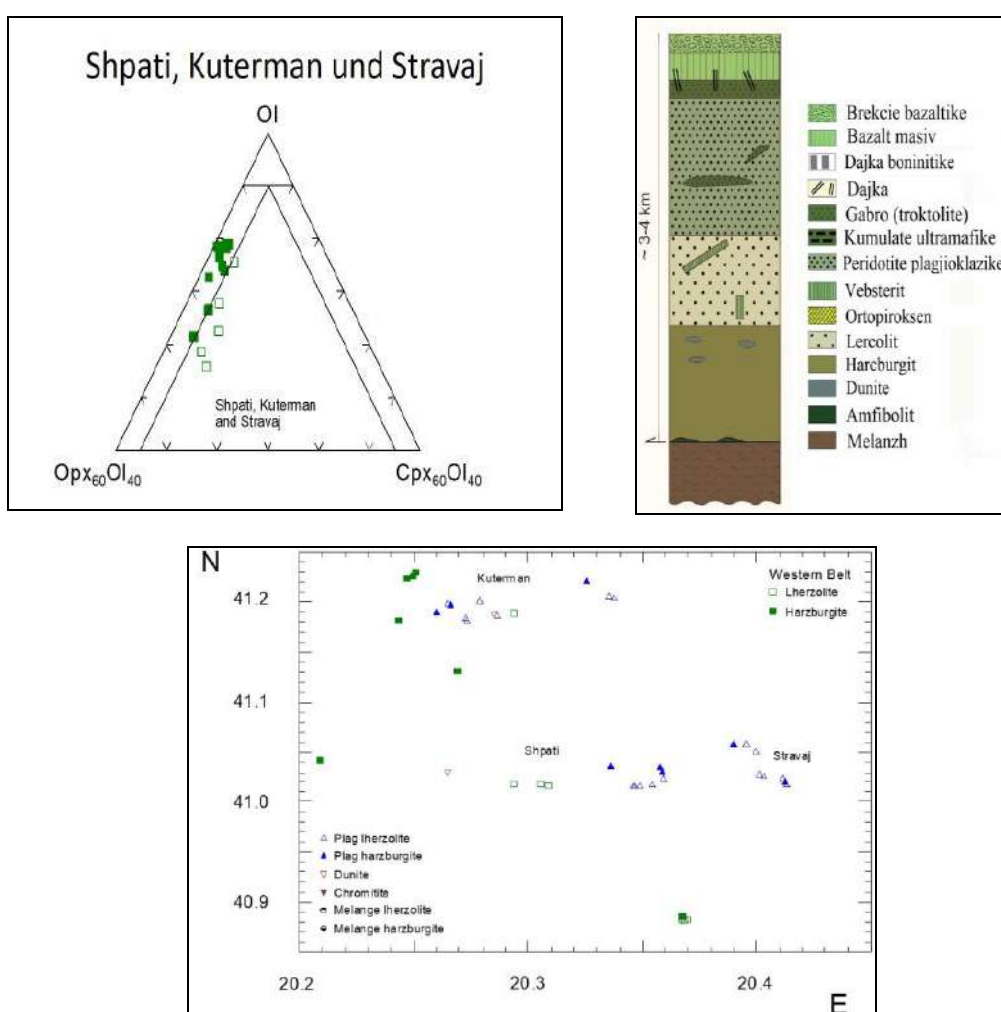 Shpati, Kuterman und Stravaj
Ol
Shpati, Kuterman
and Stravaj
Opx60Ol40
Cpx60Ol40
~ 3-4 km
Brekcie bazaltike
Bazalt masiv
Dajka boninitike
Dajka
Gabro (troktolite)
Kumulate ultramafike
Peridotite plagjioklazike
Vebsterit
Ortopiroksen
Lercolit
Harcburgit
Dunite
Amfibolit
Melanzh
N
Kuterman
Western Belt
Lherzolite
Harzburgite
41.2
41.1
Shpati
Stravaj
41.0
Plag lherzolite
Plag harzburgite
Dunite
Chromitite
Melange lherzolite
Melange harzburgite
40.9
20.2
20.3
20.4
E